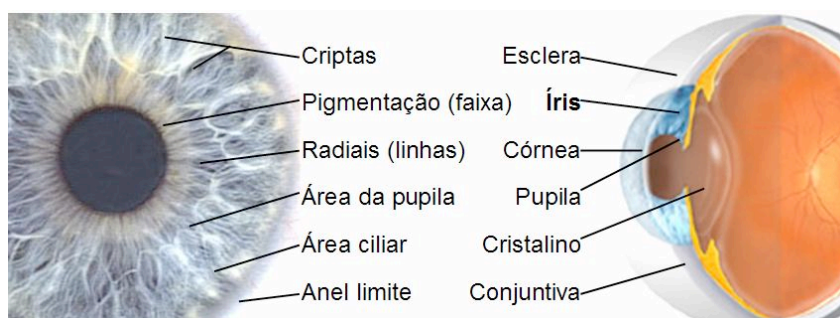 Criptas
Pigmentação (faixa)
Radiais (linhas)
Área da pupila
Área ciliar
Anel limite
Esclera
Íris
Córnea
Pupila
Cristalino
Conjuntiva